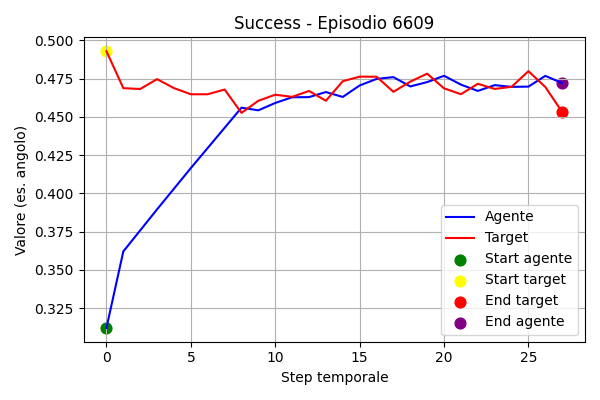 Success - Episodio 6609
Valore (es. angolo)
0.500
0.475
0.450
0.425
0.400
0.375
0.350
0.325
0 5 10 15 20 25
Step temporale
Agente
Target
Start agente
Start target
End target
End agente